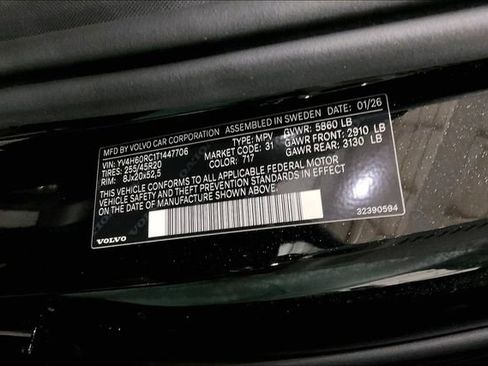 MFD BY VOLVO CAR CORPORATION ASSEMBLED IN SWEDEN 01/26
VIN: YV4H60RC1T1447706 TYPE: MPV GVWR: 5860 LB
TIRES: 255/45R20 MARKET CODE: 31 GAWR FRONT: 2910 LB
RIM: 8Jx20x52,5 COLOR: 717 GAWR REAR: 3130 LB
THIS VEHICLE CONFORMS TO ALL APPLICABLE FEDERAL MOTOR
VEHICLE SAFETY AND THEFT PREVENTION STANDARDS IN EFFECT
ON THE DATE OF MANUFACTURE SHOWN ABOVE.
VOLVO 32390594